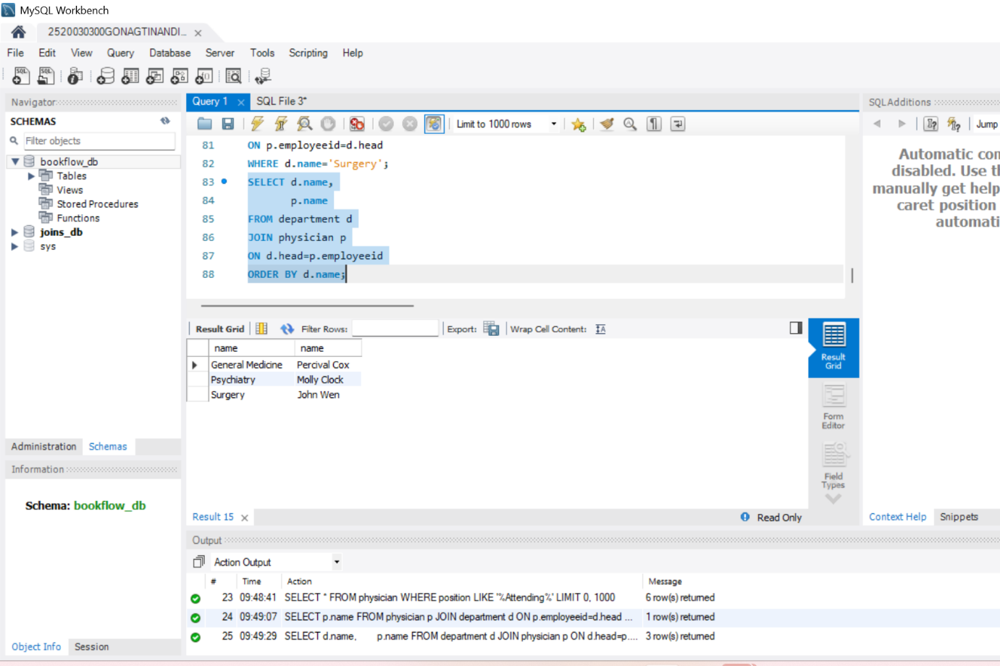 MySQL Workbench
2520030300GONAGTINANDI...
File Edit View Query Database Server Tools Scripting Help
Navigator
SCHEMAS
Filter objects
bookflow_db
Tables
Views
Stored Procedures
Functions
joins_db
sys
Administration Schemas
Information
Schema: bookflow_db
Object Info Session
Query 1 SQL File 3*
Limit to 1000 rows
81 ON p.employeeid=d.head
82 WHERE d.name='Surgery';
83 SELECT d.name,
84 p.name
85 FROM department d
86 JOIN physician p
87 ON d.head=p.employeeid
88 ORDER BY d.name;
Result Grid Filter Rows: Export: Wrap Cell Content:
name name
General Medicine Percival Cox
Psychiatry Molly Clock
Surgery John Wen
Result Grid
Form Editor
Field Types
Result 15 Read Only
SQLAdditions
Jump
Automatic con
disabled. Use th
manually get help
caret position
automati
Context Help Snippets
Output
Action Output
# Time Action Message
23 09:48:41 SELECT * FROM physician WHERE position LIKE '%Attending%' LIMIT 0, 1000 6 row(s) returned
24 09:49:07 SELECT p.name FROM physician p JOIN department d ON p.employeeid=d.head ... 1 row(s) returned
25 09:49:29 SELECT d.name, p.name FROM department d JOIN physician p ON d.head=p.... 3 row(s) returned